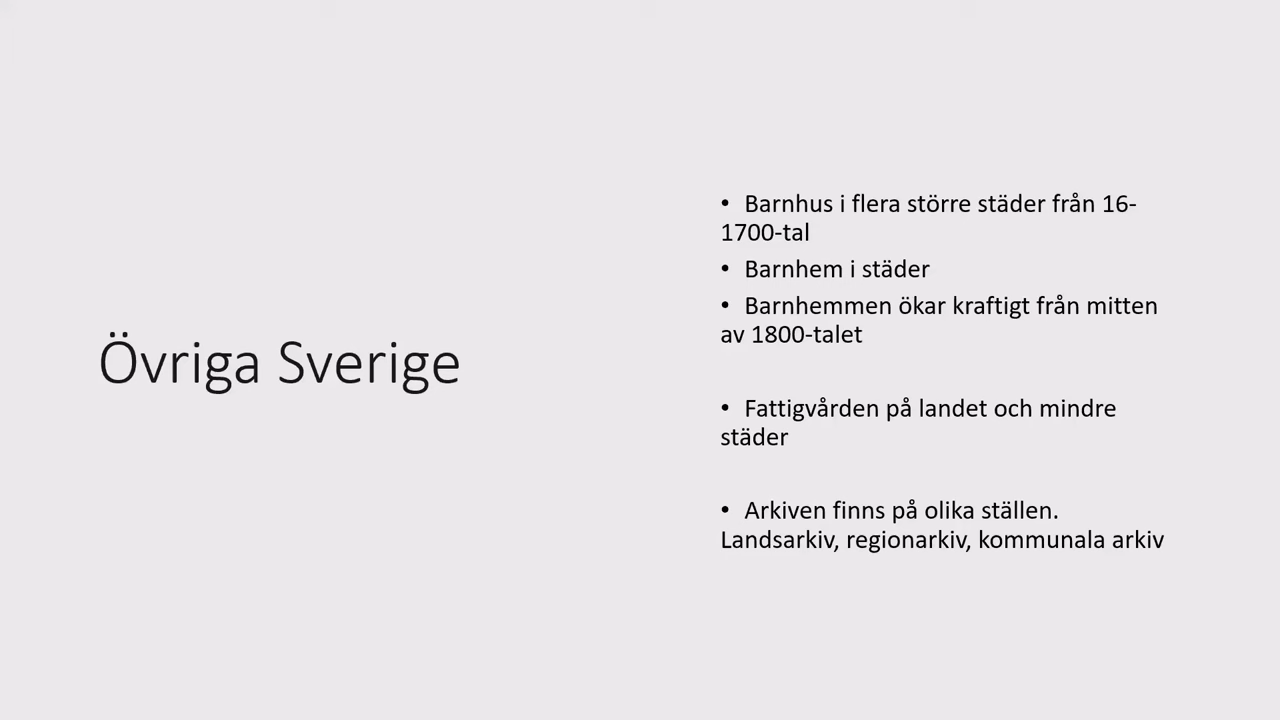 Övriga Sverige
• Barnhus i flera större städer från 16-
1700-tal
• Barnhem i städer
• Barnhemmen ökar kraftigt från mitten
av 1800-talet
• Fattigvården på landet och mindre
städer
• Arkiven finns på olika ställen.
Landsarkiv, regionarkiv, kommunala arkiv